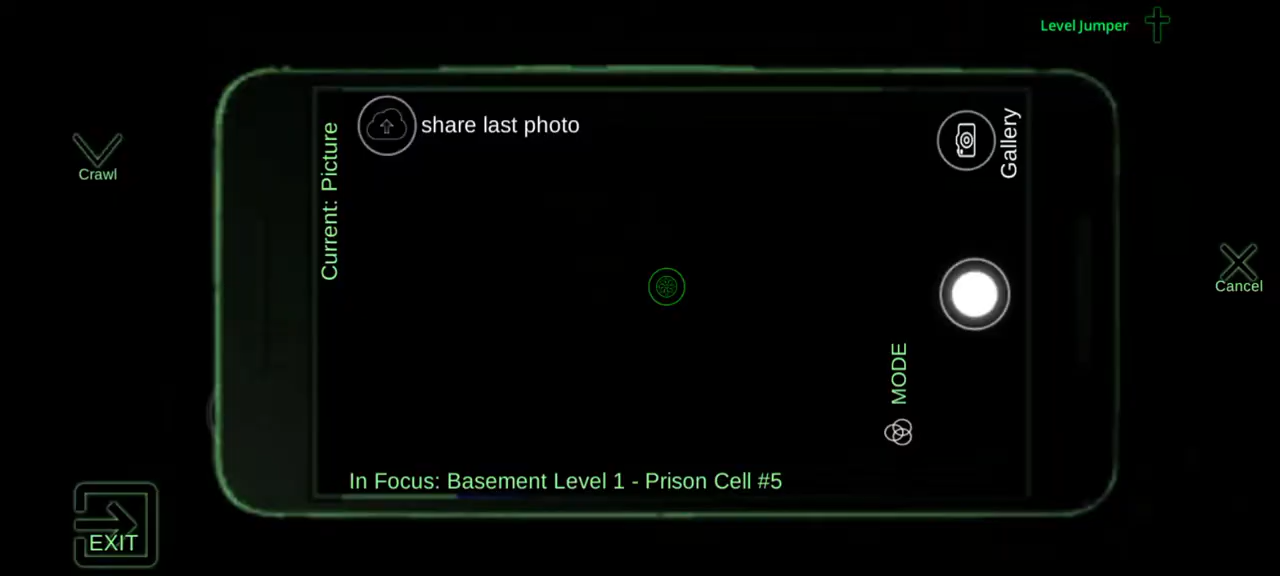 Level Jumper
share last photo
Gallery
Current: Picture
Crawl
Cancel
MODE
In Focus: Basement Level 1 - Prison Cell #5
EXIT